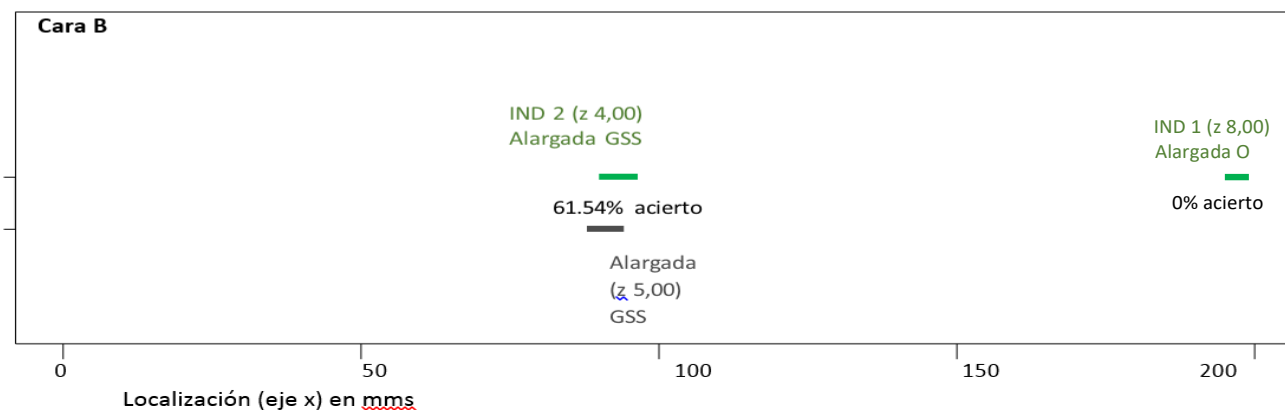 Cara B
IND 2 (z 4,00)
Alargada GSS
IND 1 (z 8,00)
Alargada O
61.54% acierto
0% acierto
Alargada
(z 5,00)
GSS
0 50 100 150 200
Localización (eje x) en mms